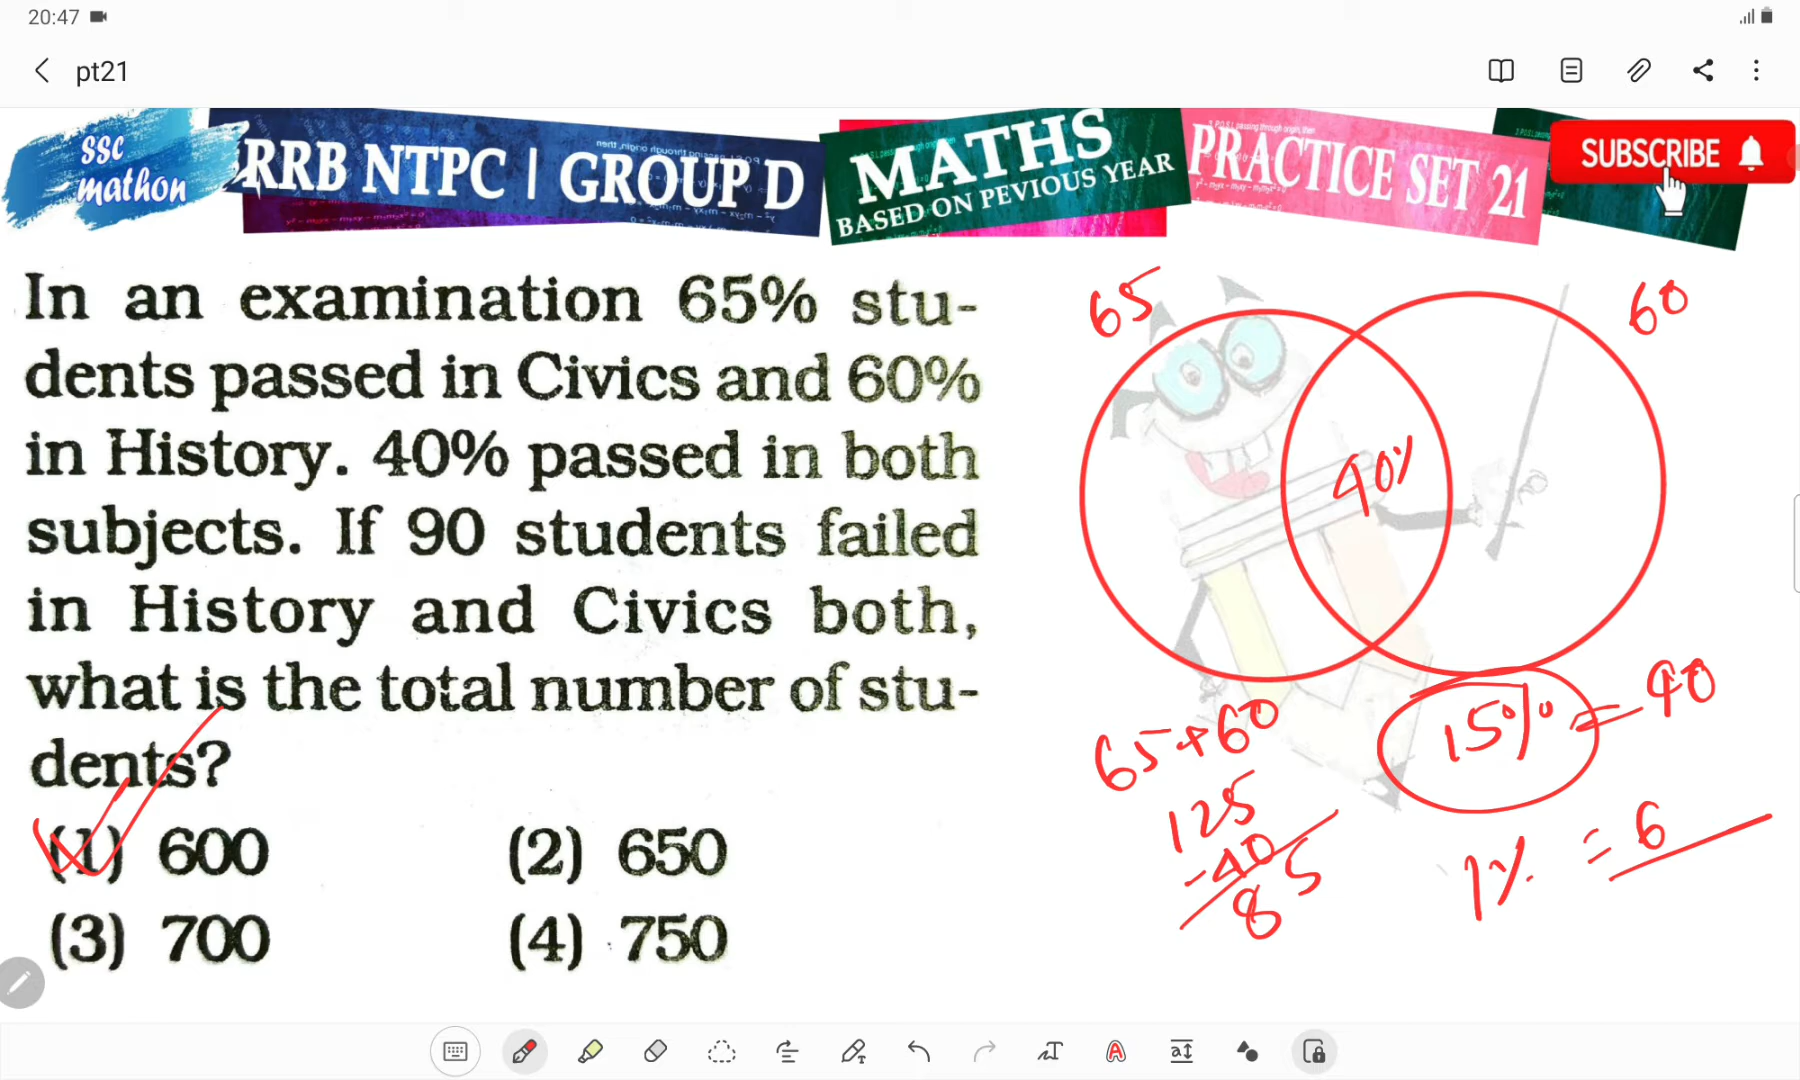 20:47
pt21
SSC
mathon
RRB NTPC | GROUP D
MATHS
BASED ON PEVIOUS YEAR
PRACTICE SET 21
SUBSCRIBE
In an examination 65% stu-
dents passed in Civics and 60%
in History. 40% passed in both
subjects. If 90 students failed
in History and Civics both,
what is the total number of stu-
dents?
(1) 600
(2) 650
(3) 700
(4) 750
65
60
40%
65+60
125
-40
85
15% = 90
1% = 6